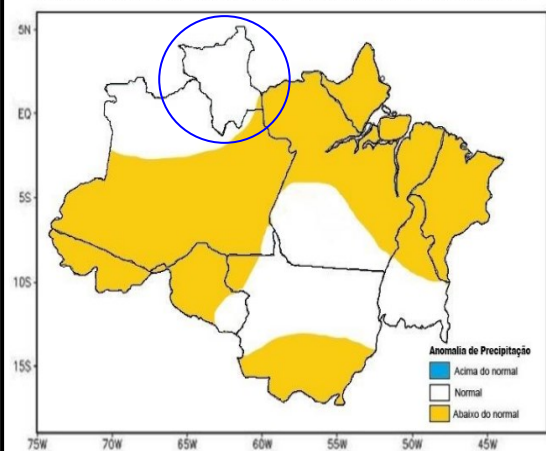 5N
EQ
5S
10S
15S
75W 70W 65W 60W 55W 50W 45W
Anomalia de Precipitação
Acima do normal
Normal
Abaixo do normal